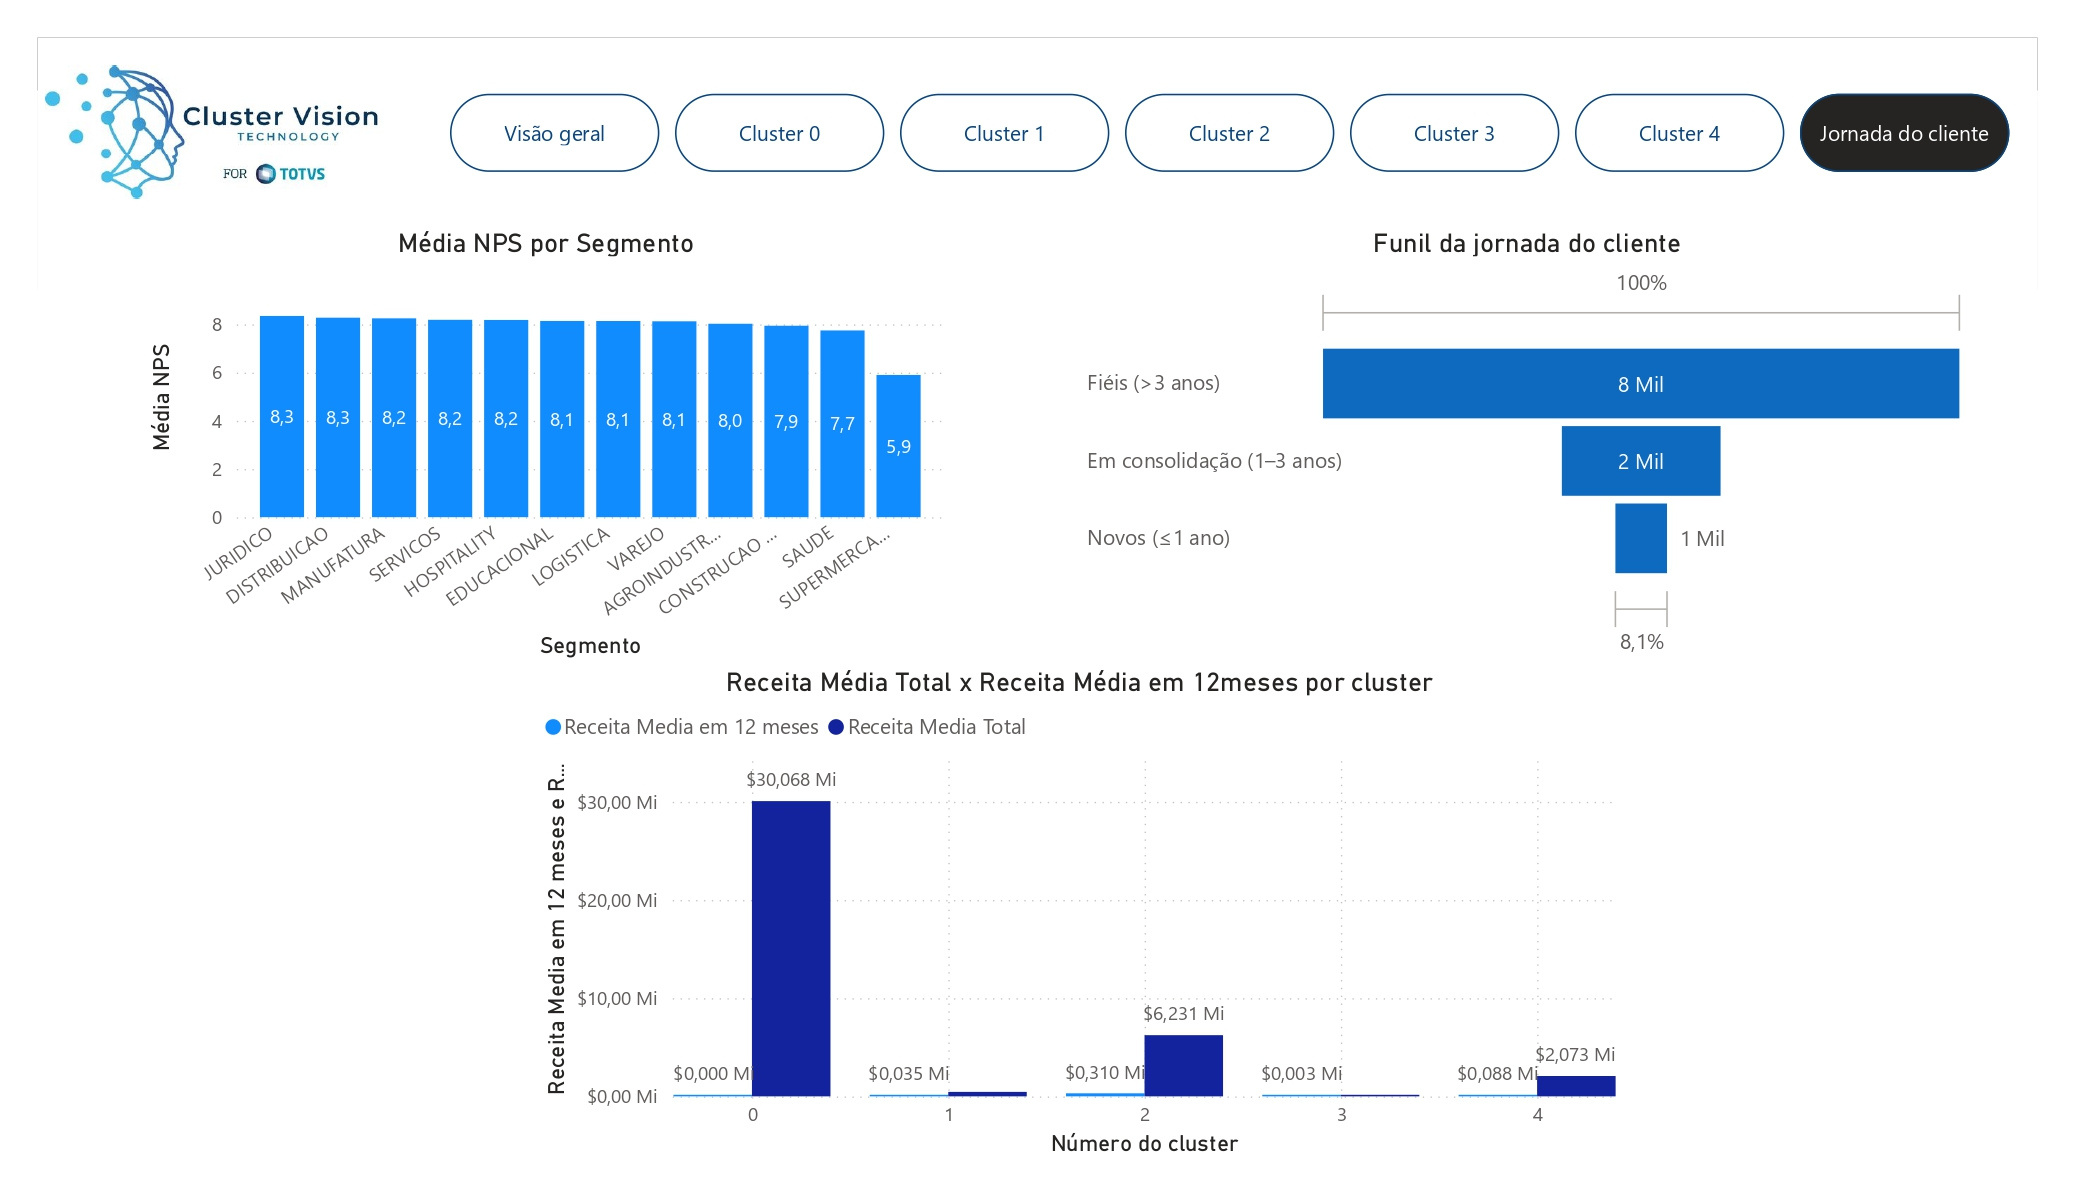 Cluster Vision
TECHNOLOGY
FOR TOTVS
Visão geral
Cluster 0
Cluster 1
Cluster 2
Cluster 3
Cluster 4
Jornada do cliente
Média NPS por Segmento
Média NPS
8
6
4
2
0
8,3
8,3
8,2
8,2
8,2
8,1
8,1
8,1
8,0
7,9
7,7
5,9
JURIDICO
DISTRIBUICAO
MANUFATURA
SERVICOS
HOSPITALITY
EDUCACIONAL
LOGISTICA
VAREJO
AGROINDUSTR...
CONSTRUCAO ...
SAUDE
SUPERMERCA...
Segmento
Funil da jornada do cliente
100%
Fiéis (>3 anos)
8 Mil
Em consolidação (1–3 anos)
2 Mil
Novos (≤1 ano)
1 Mil
8,1%
Receita Média Total x Receita Média em 12meses por cluster
Receita Media em 12 meses
Receita Media Total
Receita Media em 12 meses e R...
$30,00 Mi
$20,00 Mi
$10,00 Mi
$0,00 Mi
$0,000 Mi
$30,068 Mi
$0,035 Mi
$0,310 Mi
$6,231 Mi
$0,003 Mi
$0,088 Mi
$2,073 Mi
0
1
2
3
4
Número do cluster